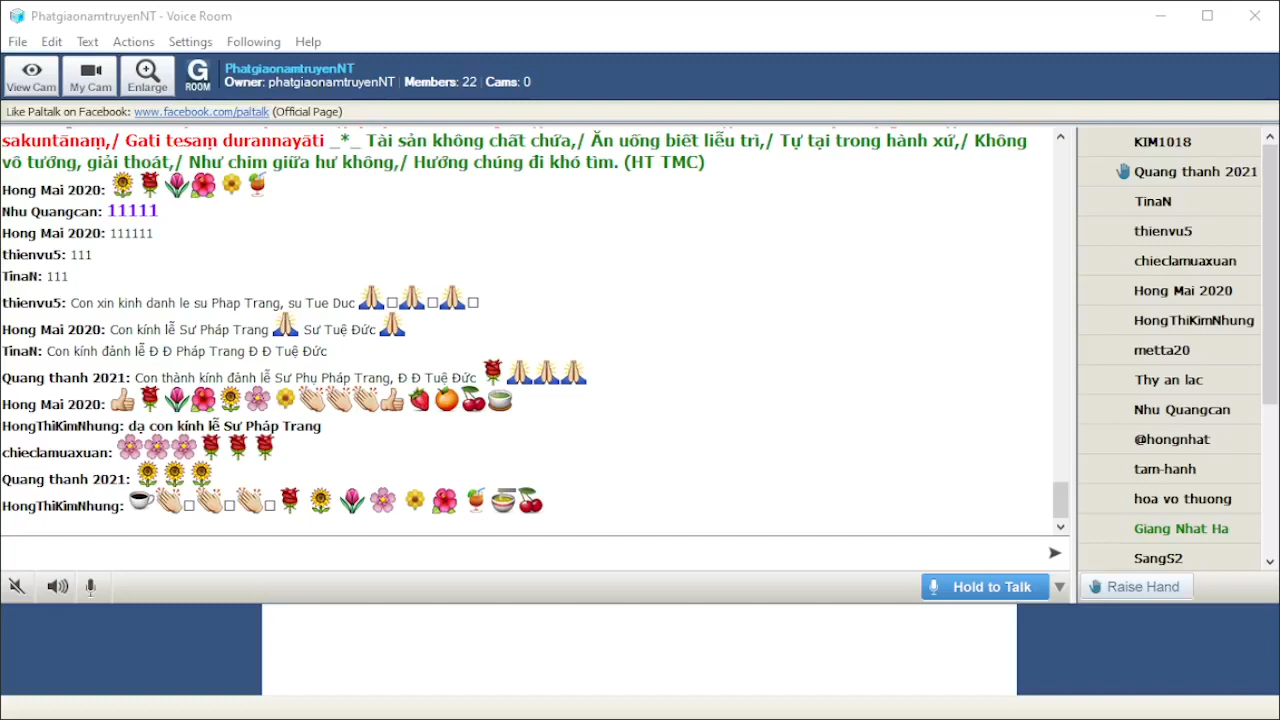 PhatgiaonamtruyenNT - Voice Room
File Edit Text Actions Settings Following Help
View Cam My Cam Enlarge G ROOM
PhatgiaonamtruyenNT
Owner: phatgiaonamtruyenNT | Members: 22 | Cams: 0
Like Paltalk on Facebook: www.facebook.com/paltalk (Official Page)
sakuntānaṃ,/ Gati tesaṃ durannayāti _*_ Tài sản không chất chứa,/ Ăn uống biết liễu tri,/ Tự tại trong hành xứ,/ Không
vô tướng, giải thoát,/ Như chim giữa hư không,/ Hướng chúng đi khó tìm. (HT TMC)
Hong Mai 2020:
Nhu Quangcan: 11111
Hong Mai 2020: 111111
thienvu5: 111
TinaN: 111
thienvu5: Con xin kinh danh le su Phap Trang, su Tue Duc
Hong Mai 2020: Con kính lễ Sư Pháp Trang Sư Tuệ Đức
TinaN: Con kính đảnh lễ Đ Đ Pháp Trang Đ Đ Tuệ Đức
Quang thanh 2021: Con thành kính đảnh lễ Sư Phụ Pháp Trang, Đ Đ Tuệ Đức
Hong Mai 2020:
HongThiKimNhung: dạ con kính lễ Sư Pháp Trang
chieclamuaxuan:
Quang thanh 2021:
HongThiKimNhung:
Hold to Talk
KIM1018
Quang thanh 2021
TinaN
thienvu5
chieclamuaxuan
Hong Mai 2020
HongThiKimNhung
metta20
Thy an lac
Nhu Quangcan
@hongnhat
tam-hanh
hoa vo thuong
Giang Nhat Ha
SangS2
Raise Hand